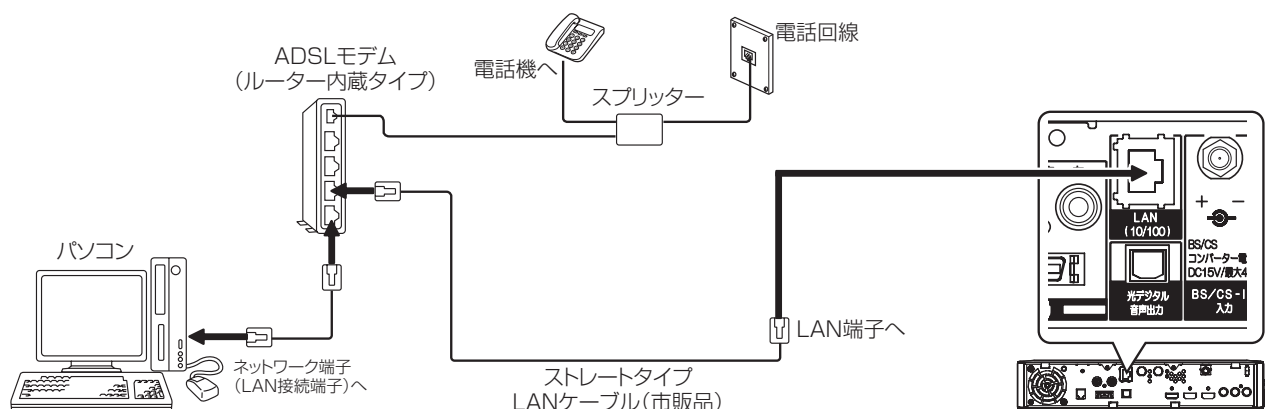 電話回線
電話機へ
ADSLモデム
(ルーター内蔵タイプ)
スプリッター
パソコン
ネットワーク端子
(LAN接続端子)へ
ストレートタイプ
LANケーブル(市販品)
LAN端子へ
LAN
(10/100)
光デジタル
音声出力
+ −
BS/CS
コンバーター電
DC15V/最大4
BS/CS-I
入力